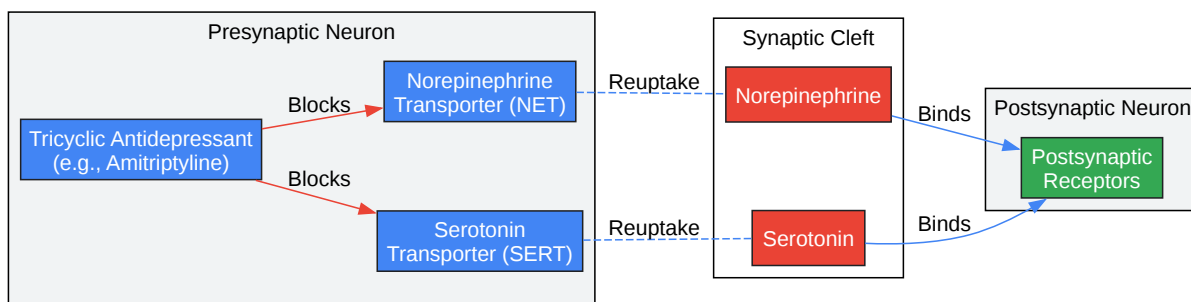 Presynaptic Neuron
Tricyclic Antidepressant
(e.g., Amitriptyline)
Blocks
Blocks
Norepinephrine
Transporter (NET)
Serotonin
Transporter (SERT)
Reuptake
Reuptake
Synaptic Cleft
Norepinephrine
Serotonin
Binds
Binds
Postsynaptic Neuron
Postsynaptic
Receptors